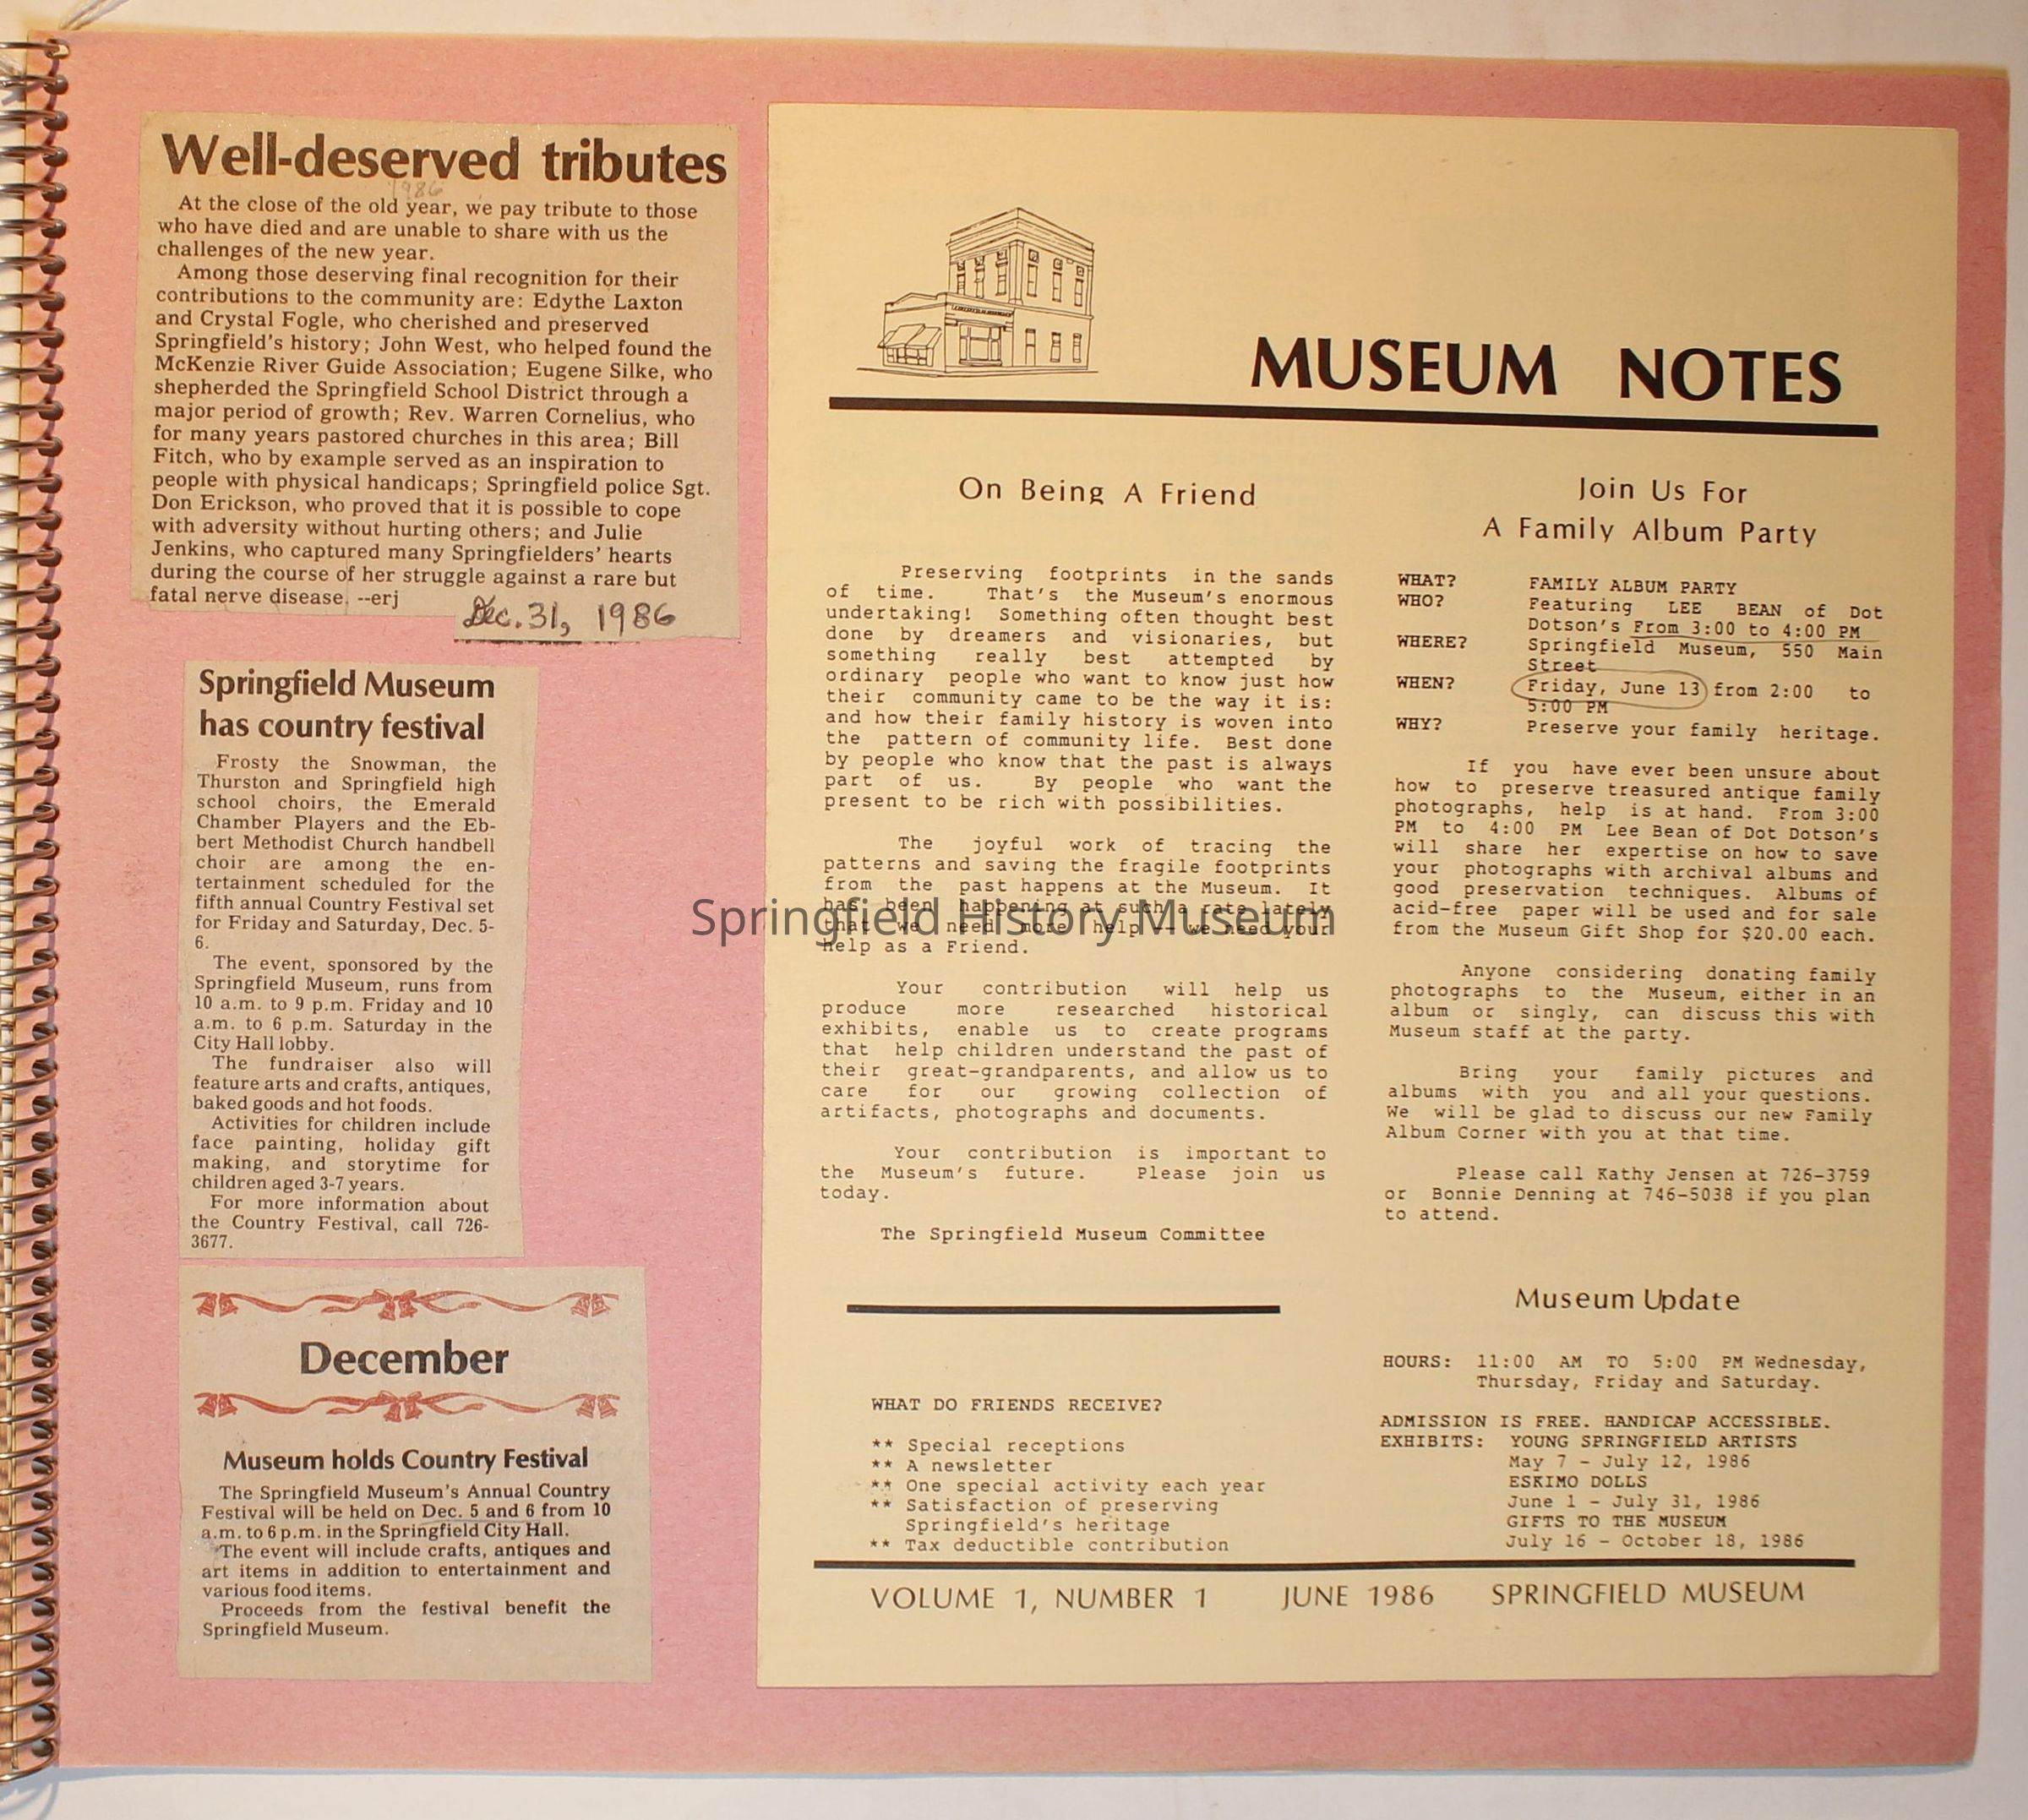 Well-deserved tributes
1986
At the close of the old year, we pay tribute to those
who have died and are unable to share with us the
challenges of the new year.
Among those deserving final recognition for their
contributions to the community are: Edythe Laxton
and Crystal Fogle, who cherished and preserved
Springfield's history; John West, who helped found the
McKenzie River Guide Association; Eugene Silke, who
shepherded the Springfield School District through a
major period of growth; Rev. Warren Cornelius, who
for many years pastored churches in this area; Bill
Fitch, who by example served as an inspiration to
people with physical handicaps; Springfield police Sgt.
Don Erickson, who proved that it is possible to cope
with adversity without hurting others; and Julie
Jenkins, who captured many Springfielders' hearts
during the course of her struggle against a rare but
fatal nerve disease. --erj
Dec. 31, 1986
Springfield Museum
has country festival
Frosty the Snowman, the
Thurston and Springfield high
school choirs, the Emerald
Chamber Players and the Eb-
bert Methodist Church handbell
choir are among the en-
tertainment scheduled for the
fifth annual Country Festival set
for Friday and Saturday, Dec. 5-
6.
The event, sponsored by the
Springfield Museum, runs from
10 a.m. to 9 p.m. Friday and 10
a.m. to 6 p.m. Saturday in the
City Hall lobby.
The fundraiser also will
feature arts and crafts, antiques,
baked goods and hot foods.
Activities for children include
face painting, holiday gift
making, and storytime for
children aged 3-7 years.
For more information about
the Country Festival, call 726-
3677.
December
Museum holds Country Festival
The Springfield Museum's Annual Country
Festival will be held on Dec. 5 and 6 from 10
a.m. to 6 p.m. in the Springfield City Hall.
The event will include crafts, antiques and
art items in addition to entertainment and
various food items.
Proceeds from the festival benefit the
Springfield Museum.
MUSEUM NOTES
On Being A Friend
Preserving footprints in the sands
of time. That's the Museum's enormous
undertaking! Something often thought best
done by dreamers and visionaries, but
something really best attempted by
ordinary people who want to know just how
their community came to be the way it is:
and how their family history is woven into
the pattern of community life. Best done
by people who know that the past is always
part of us. By people who want the
present to be rich with possibilities.
The joyful work of tracing the
patterns and saving the fragile footprints
from the past happens at the Museum. It
has been happening at such a rate lately
that we need more help - we need your
help as a Friend.
Your contribution will help us
produce more researched historical
exhibits, enable us to create programs
that help children understand the past of
their great-grandparents, and allow us to
care for our growing collection of
artifacts, photographs and documents.
Your contribution is important to
the Museum's future. Please join us
today.
The Springfield Museum Committee
WHAT DO FRIENDS RECEIVE?
** Special receptions
** A newsletter
** One special activity each year
** Satisfaction of preserving
Springfield's heritage
** Tax deductible contribution
Join Us For
A Family Album Party
WHAT? FAMILY ALBUM PARTY
WHO? Featuring LEE BEAN of Dot
Dotson's From 3:00 to 4:00 PM
WHERE? Springfield Museum, 550 Main
Street
WHEN? Friday, June 13 from 2:00 to
5:00 PM
WHY? Preserve your family heritage.
If you have ever been unsure about
how to preserve treasured antique family
photographs, help is at hand. From 3:00
PM to 4:00 PM Lee Bean of Dot Dotson's
will share her expertise on how to save
your photographs with archival albums and
good preservation techniques. Albums of
acid-free paper will be used and for sale
from the Museum Gift Shop for $20.00 each.
Anyone considering donating family
photographs to the Museum, either in an
album or singly, can discuss this with
Museum staff at the party.
Bring your family pictures and
albums with you and all your questions.
We will be glad to discuss our new Family
Album Corner with you at that time.
Please call Kathy Jensen at 726-3759
or Bonnie Denning at 746-5038 if you plan
to attend.
Museum Update
HOURS: 11:00 AM TO 5:00 PM Wednesday,
Thursday, Friday and Saturday.
ADMISSION IS FREE. HANDICAP ACCESSIBLE.
EXHIBITS: YOUNG SPRINGFIELD ARTISTS
May 7 - July 12, 1986
ESKIMO DOLLS
June 1 - July 31, 1986
GIFTS TO THE MUSEUM
July 16 - October 18, 1986
VOLUME 1, NUMBER 1 JUNE 1986 SPRINGFIELD MUSEUM
Springfield History Museum